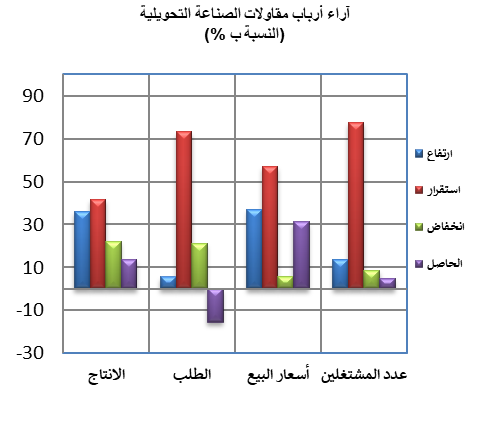 آراء أرباب مقاولات الصناعة التحويلية
(النسبة ب %)
90
70
50
30
10
-10
-30
الانتاج
الطلب
أسعار البيع
عدد المشتغلين
ارتفاع
استقرار
انخفاض
الحاصل